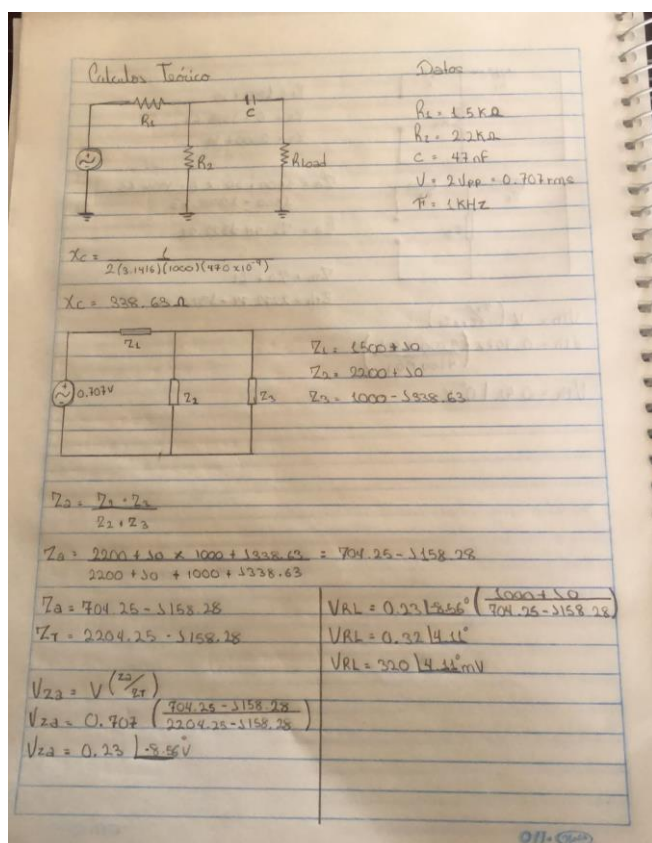 Calculos Teórico
Datos
R1
C
R2
RLoad
R1 = 1.5KΩ
R2 = 2.2KΩ
C = 47 nF
V = 2Vpp = 0.707 rms
F = 1KHz
Xc = 1
2(3.1416)(1000)(470x10⁻⁹)
Xc = 338.63 Ω
Z1
0.707V
Z2
Z3
Z1 = 1500 + J0
Z2 = 2200 + J0
Z3 = 1000 - J338.63
Za = Z2 · Z3
Z2 + Z3
Za = 2200 + J0 x 1000 + J338.63 = 704.25 - J158.28
2200 + J0 + 1000 + J338.63
Za = 704.25 - J158.28
ZT = 2204.25 - J158.28
Vza = V (Za/ZT)
Vza = 0.707 (704.25 - J158.28
2204.25 - J158.28)
Vza = 0.23 |-8.56° V
VRL = 0.23 |-8.56° (1000 + J0
704.25 - J158.28)
VRL = 0.32 |4.11°
VRL = 320 |4.11° mV